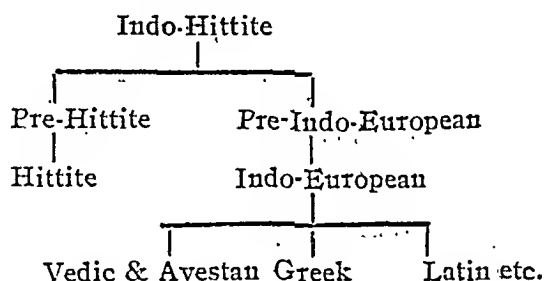 Indo-Hittite
Pre-Hittite Pre-Indo-European
Hittite Indo-European
Vedic & Avestan Greek Latin etc.